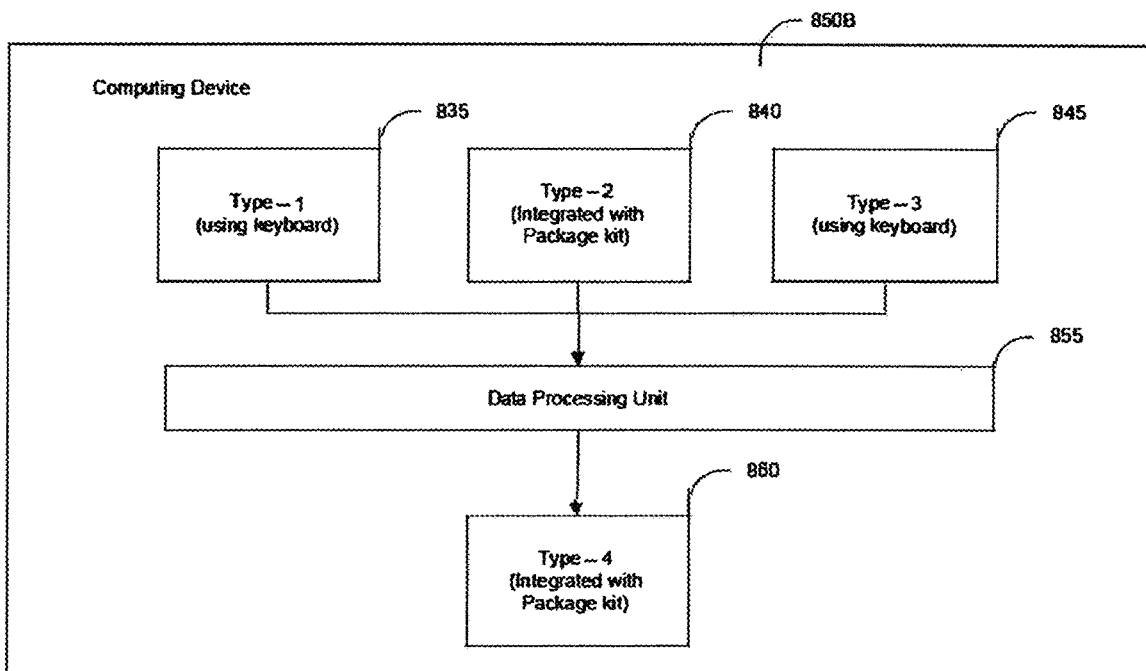 850B
Computing Device
835
840
845
Type – 1
(using keyboard)
Type – 2
(Integrated with
Package kit)
Type – 3
(using keyboard)
855
Data Processing Unit
860
Type – 4
(Integrated with
Package kit)